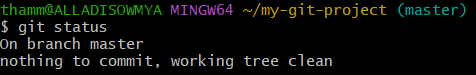 thamm@ALLADISOWMYA MINGW64 ~/my-git-project (master)
$ git status
On branch master
nothing to commit, working tree clean